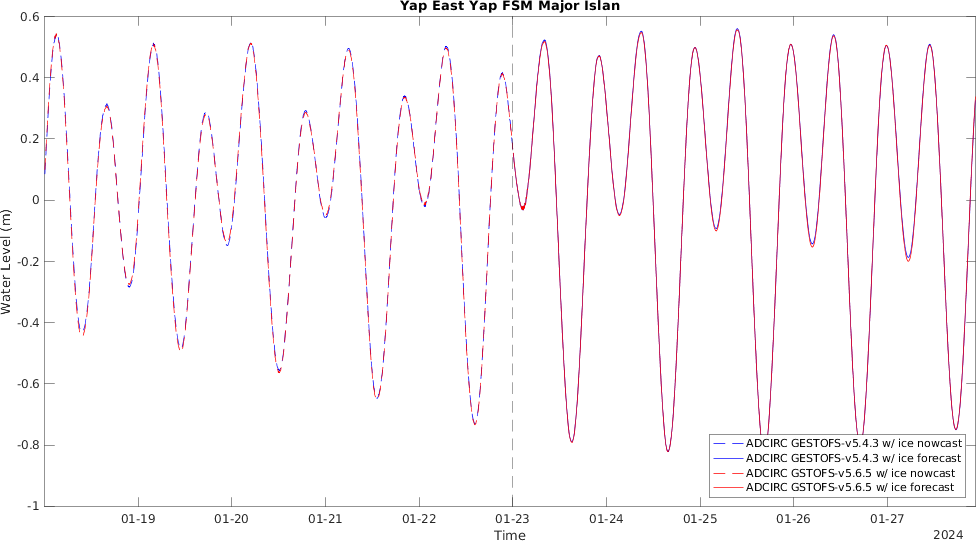 Yap East Yap FSM Major Islan
0.6
0.4
0.2
0
-0.2
-0.4
-0.6
-0.8
-1
Water Level (m)
ADCIRC GESTOFS-v5.4.3 w/ ice nowcast
ADCIRC GESTOFS-v5.4.3 w/ ice forecast
ADCIRC GSTOFS-v5.6.5 w/ ice nowcast
ADCIRC GSTOFS-v5.6.5 w/ ice forecast
01-19 01-20 01-21 01-22 01-23 01-24 01-25 01-26 01-27
Time
2024